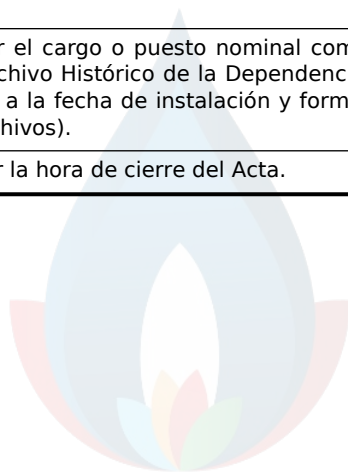 r el cargo o puesto nominal com
chivo Histórico de la Dependenc
a la fecha de instalación y form
hivos).
r la hora de cierre del Acta.